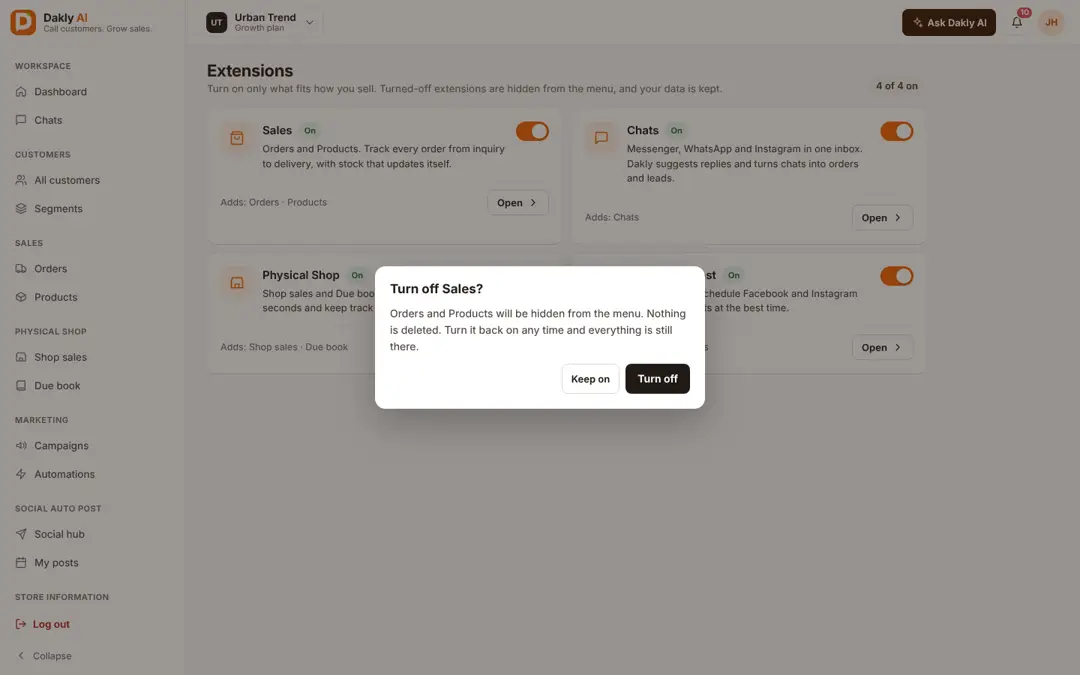 Dakly AI
Call customers. Grow sales.
UT
Urban Trend
Growth plan
Ask Dakly AI
10
JH
WORKSPACE
Dashboard
Chats
CUSTOMERS
All customers
Segments
SALES
Orders
Products
PHYSICAL SHOP
Shop sales
Due book
MARKETING
Campaigns
Automations
SOCIAL AUTO POST
Social hub
My posts
STORE INFORMATION
Log out
Collapse
Extensions
Turn on only what fits how you sell. Turned-off extensions are hidden from the menu, and your data is kept.
4 of 4 on
Sales On
Orders and Products. Track every order from inquiry
to delivery, with stock that updates itself.
Adds: Orders · Products
Open
Chats On
Messenger, WhatsApp and Instagram in one inbox.
Dakly suggests replies and turns chats into orders
and leads.
Adds: Chats
Open
Physical Shop On
Shop sales and Due boo
seconds and keep track
Adds: Shop sales · Due book
st On
chedule Facebook and Instagram
ts at the best time.
s
Open
Turn off Sales?
Orders and Products will be hidden from the menu. Nothing
is deleted. Turn it back on any time and everything is still
there.
Keep on
Turn off